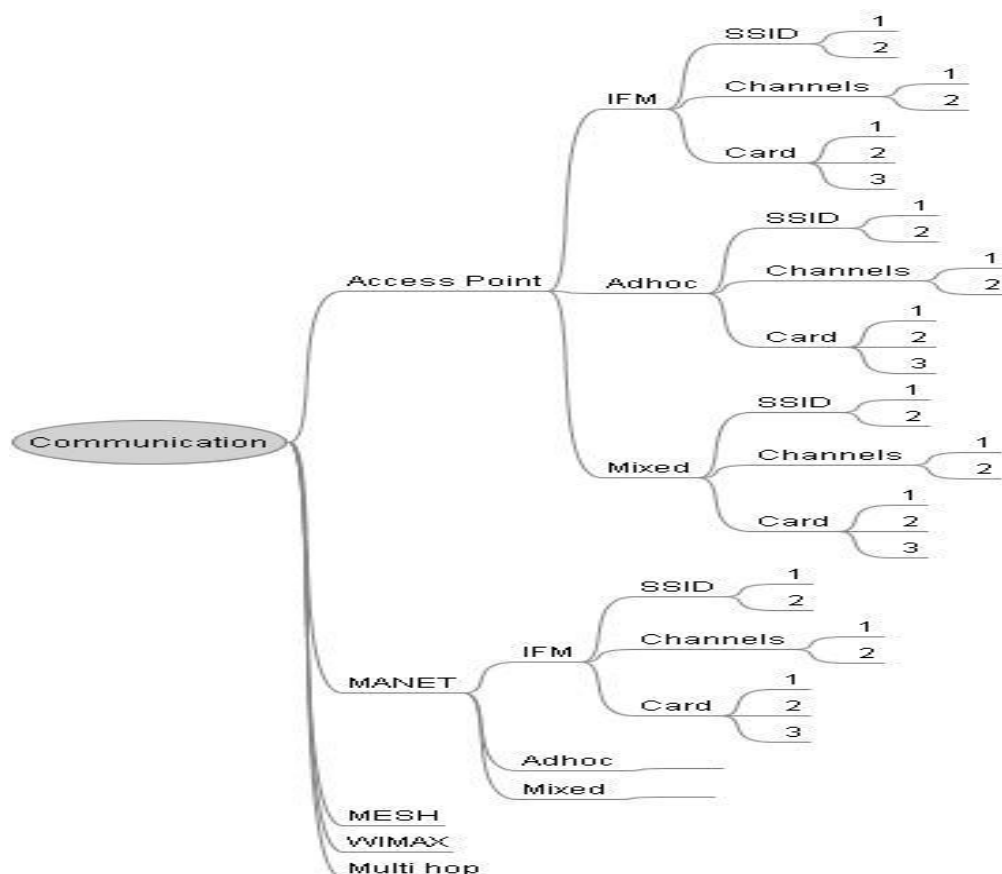 Communication
Access Point
IFM
SSID
1
2
Channels
1
2
Card
1
2
3
Adhoc
SSID
1
2
Channels
1
2
Card
1
2
3
Mixed
SSID
1
2
Channels
1
2
Card
1
2
3
MANET
IFM
SSID
1
2
Channels
1
2
Card
1
2
3
Adhoc
Mixed
MESH
WIMAX
Multi hop